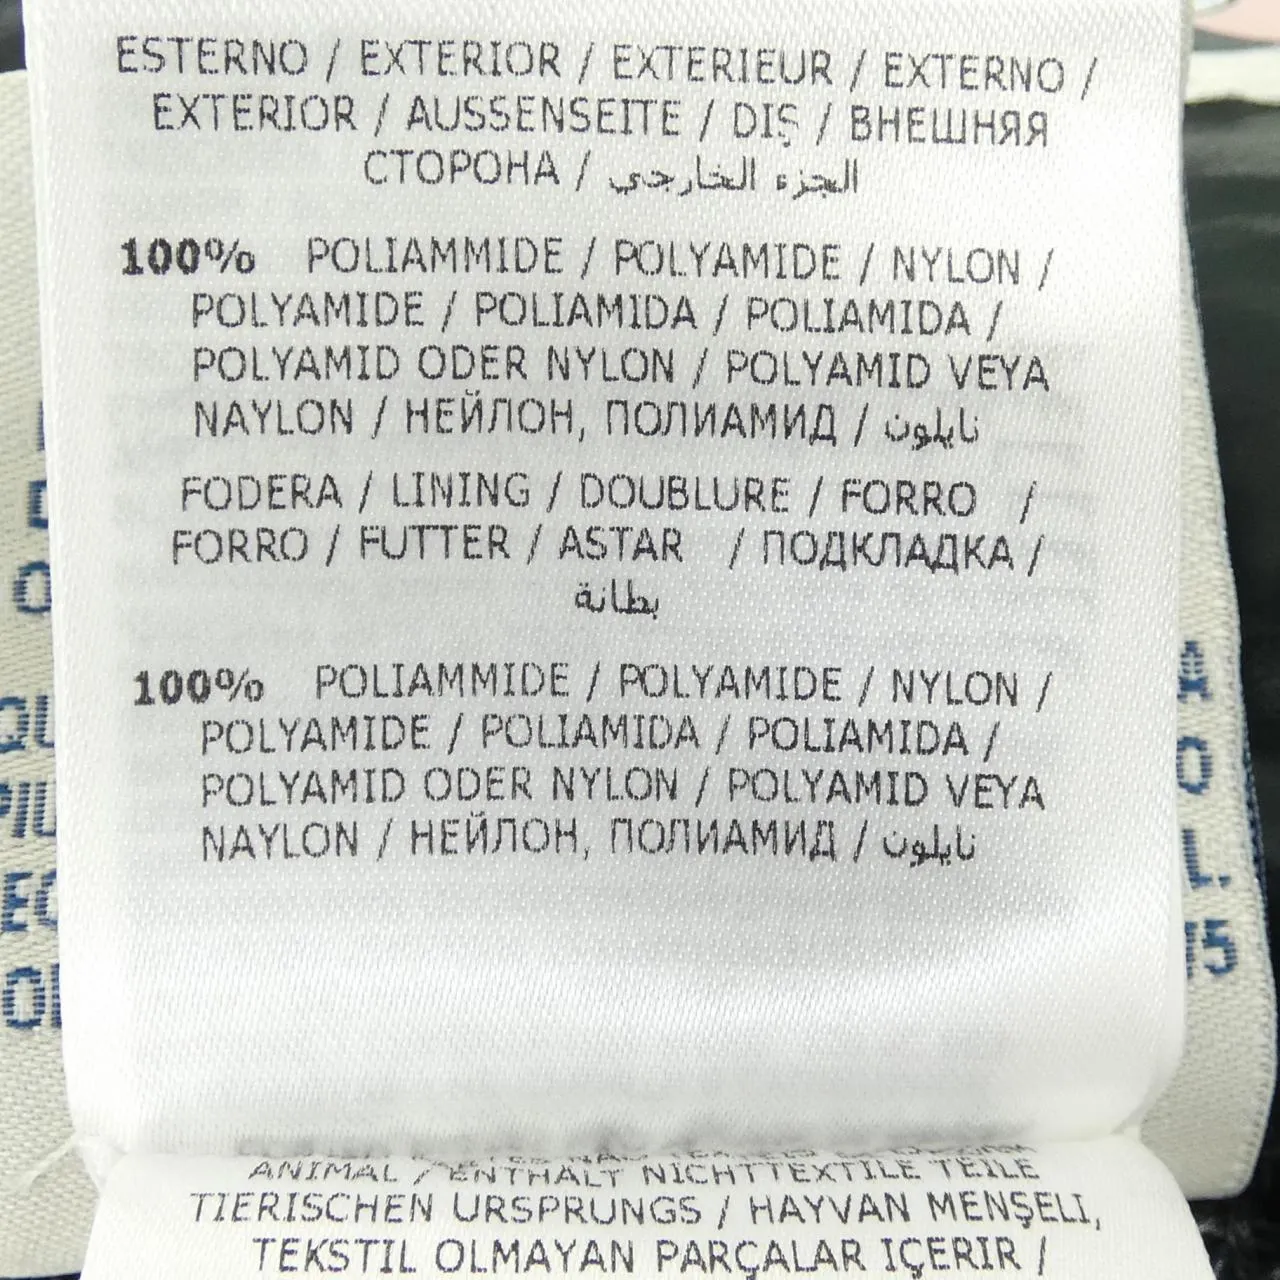 ESTERNO / EXTERIOR / EXTERIEUR / EXTERNO /
EXTERIOR / AUSSENSEITE / DIŞ / ВНЕШНЯЯ
СТОРОНА / الجزء الخارجي
100% POLIAMMIDE / POLYAMIDE / NYLON /
POLYAMIDE / POLIAMIDA / POLIAMIDA /
POLYAMID ODER NYLON / POLYAMID VEYA
NAYLON / НЕЙЛОН, ПОЛИАМИД / نايلون
FODERA / LINING / DOUBLURE / FORRO /
FORRO / FUTTER / ASTAR / ПОДКЛАДКА /
بطانة
100% POLIAMMIDE / POLYAMIDE / NYLON /
POLYAMIDE / POLIAMIDA / POLIAMIDA /
POLYAMID ODER NYLON / POLYAMID VEYA
NAYLON / НЕЙЛОН, ПОЛИАМИД / نايلون
ANIMAL / ENTHÄLT NICHTTEXTILE TEILE
TIERISCHEN URSPRUNGS / HAYVAN MENŞELI,
TEKSTIL OLMAYAN PARÇALAR IÇERIR /